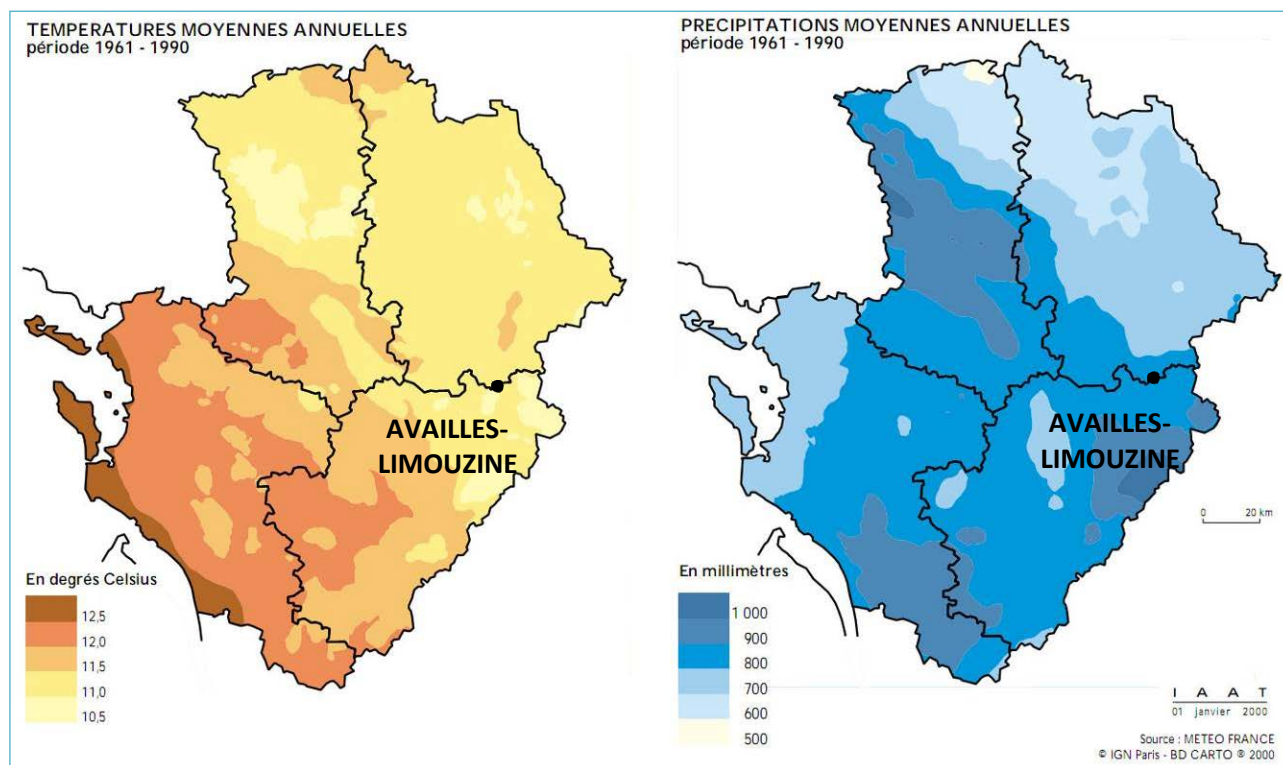 TEMPERATURES MOYENNES ANNUELLES
période 1961 - 1990
AVAILLES-
LIMOUZINE
En degrés Celsius
12,5
12,0
11,5
11,0
10,5
PRECIPITATIONS MOYENNES ANNUELLES
période 1961 - 1990
AVAILLES-
LIMOUZINE
0 20 km
En millimètres
1 000
900
800
700
600
500
I A A T
01 janvier 2000
Source : METEO FRANCE
© IGN Paris - BD CARTO ® 2000